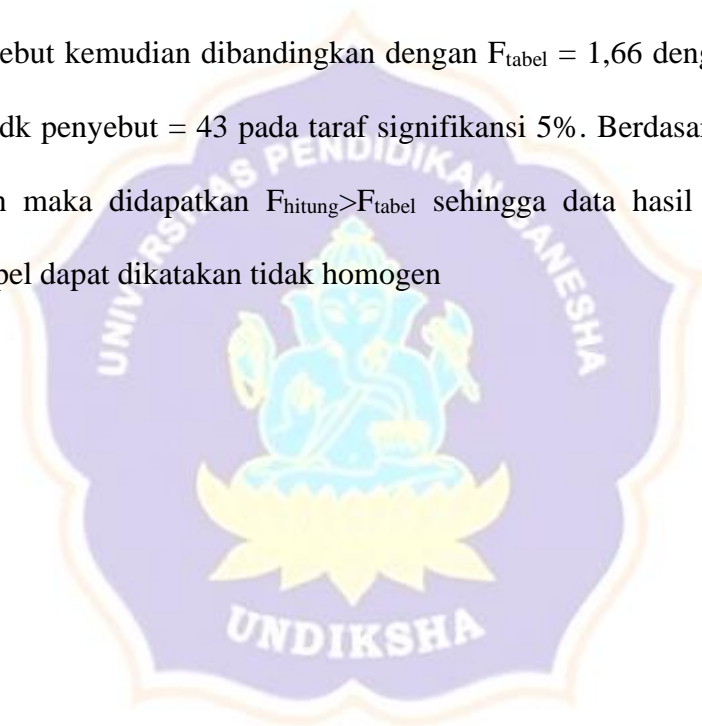 ebut kemudian dibandingkan dengan Ftabel = 1,66 deng
dk penyebut = 43 pada taraf signifikansi 5%. Berdasar
n maka didapatkan Fhitung>Ftabel sehingga data hasil
pel dapat dikatakan tidak homogen
UNIVERSITAS PENDIDIKAN GANESHA
UNDIKSHA